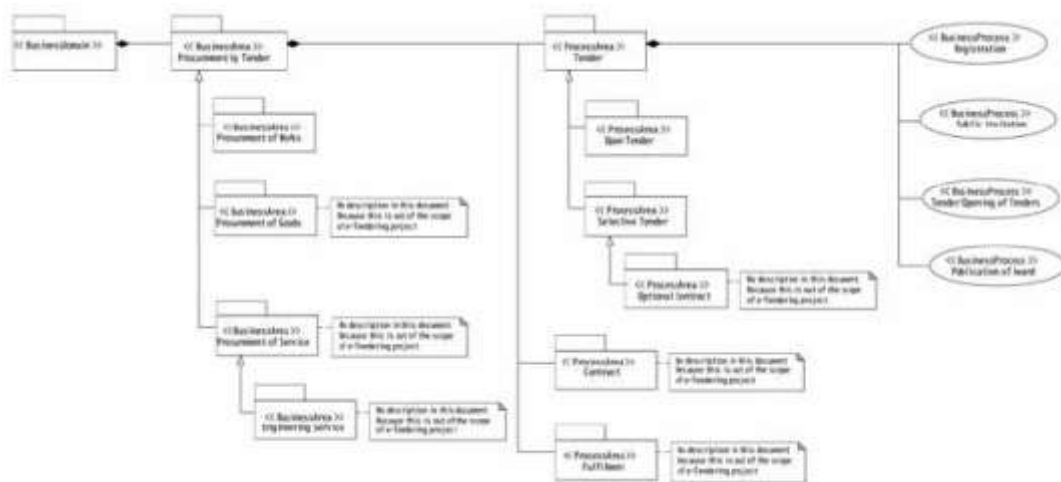 << BusinessDomain >>
<< BusinessArea >>
Procurement by Tender
<< ProcessArea >>
Tender
<< BusinessProcess >>
Registration
<< BusinessArea >>
Procurement of Works
<< ProcessArea >>
Open Tender
<< BusinessProcess >>
Public Invitation
<< BusinessArea >>
Procurement of Goods
No description in this document
Because this is out of the scope
of e-Tendering project
<< ProcessArea >>
Selective Tender
<< BusinessProcess >>
Tender/Opening of Tenders
<< ProcessArea >>
Optional Contract
No description in this document
Because this is out of the scope
of e-Tendering project
<< BusinessProcess >>
Publication of Award
<< BusinessArea >>
Procurement of Service
No description in this document
Because this is out of the scope
of e-Tendering project
<< ProcessArea >>
Contract
No description in this document
Because this is out of the scope
of e-Tendering project
<< BusinessArea >>
Engineering Service
No description in this document
Because this is out of the scope
of e-Tendering project
<< ProcessArea >>
No description in this document
because this is out of the scope
of e-Tendering project